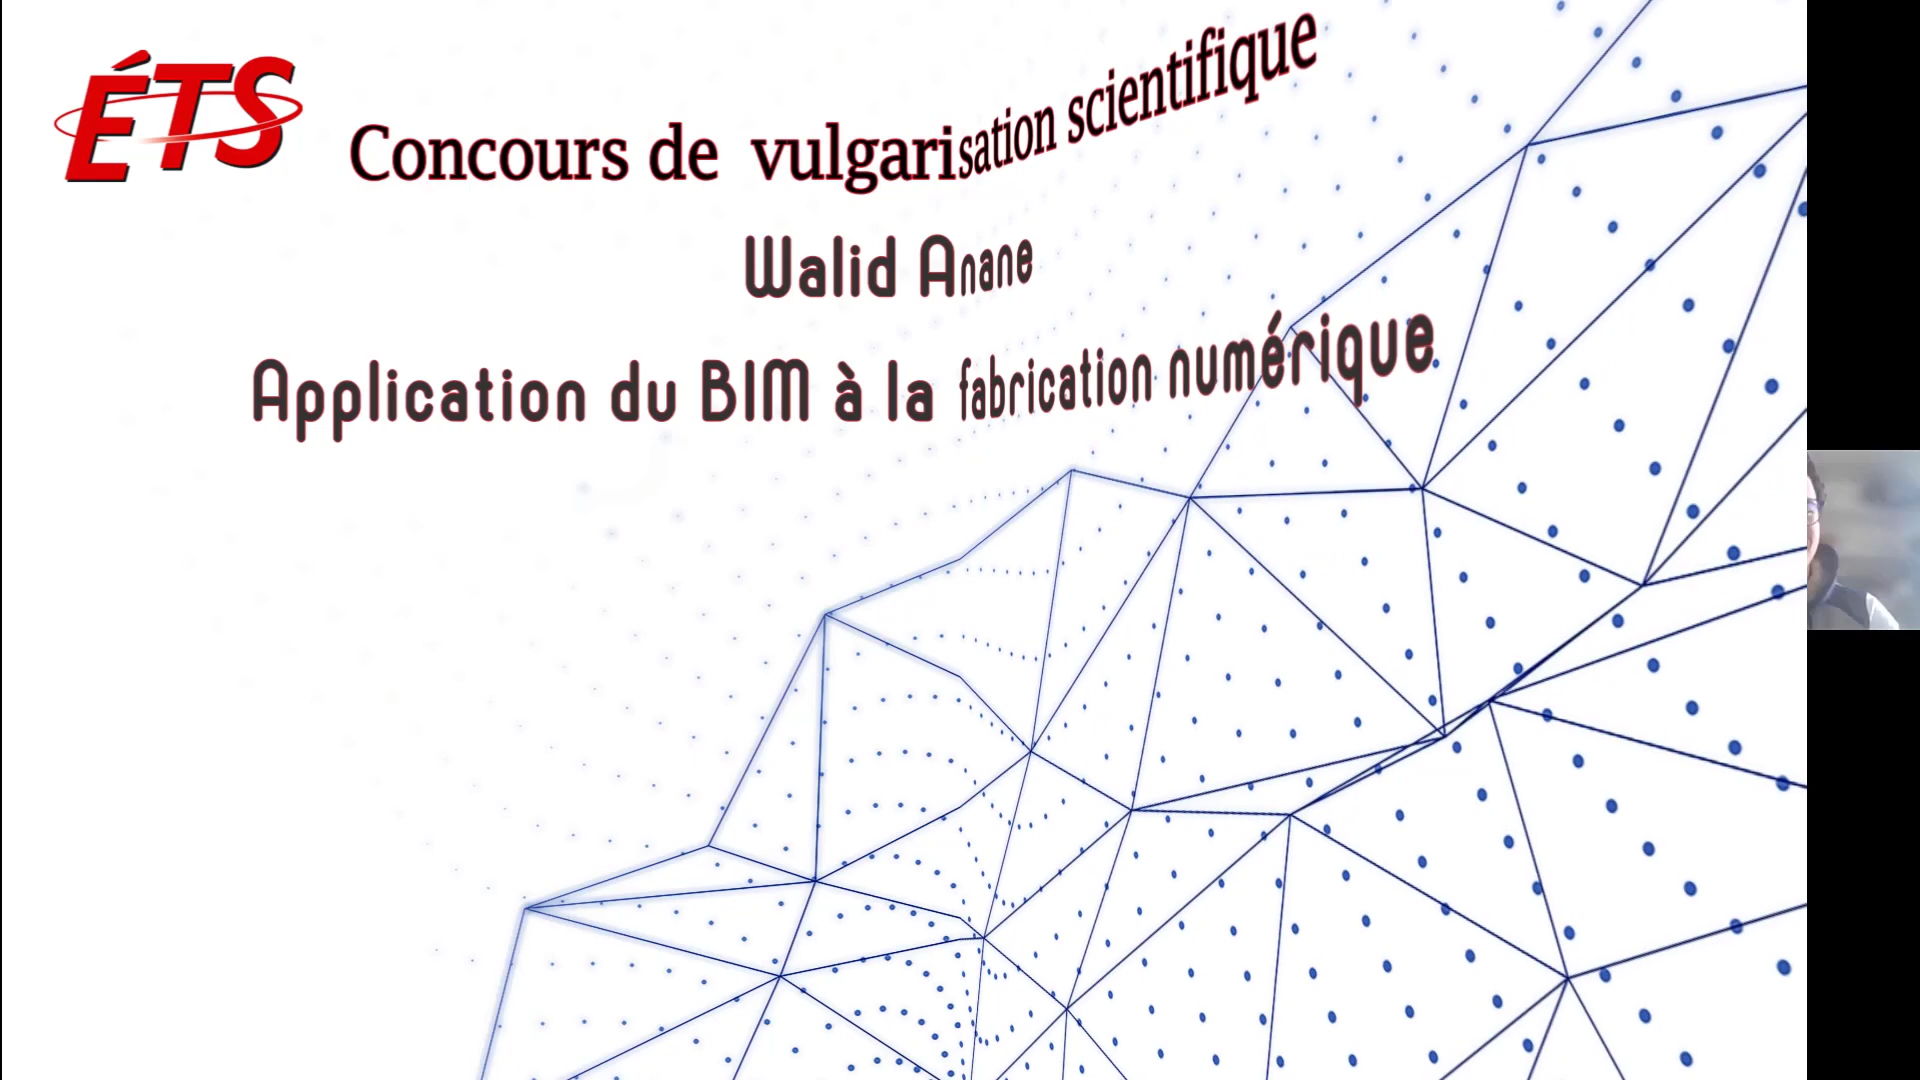 ÉTS
Concours de vulgarisation scientifique
Walid Anane
Application du BIM à la fabrication numérique